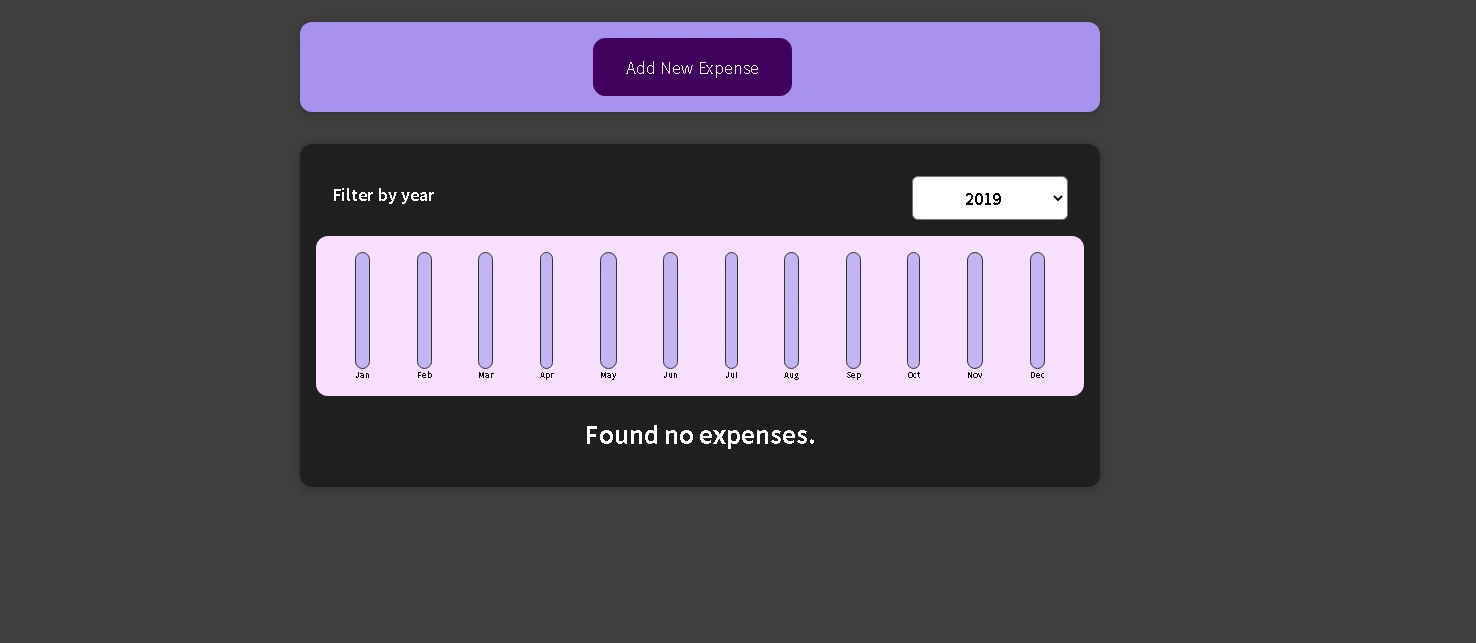 Add New Expense
Filter by year
2019
Jan Feb Mar Apr May Jun Jul Aug Sep Oct Nov Dec
Found no expenses.